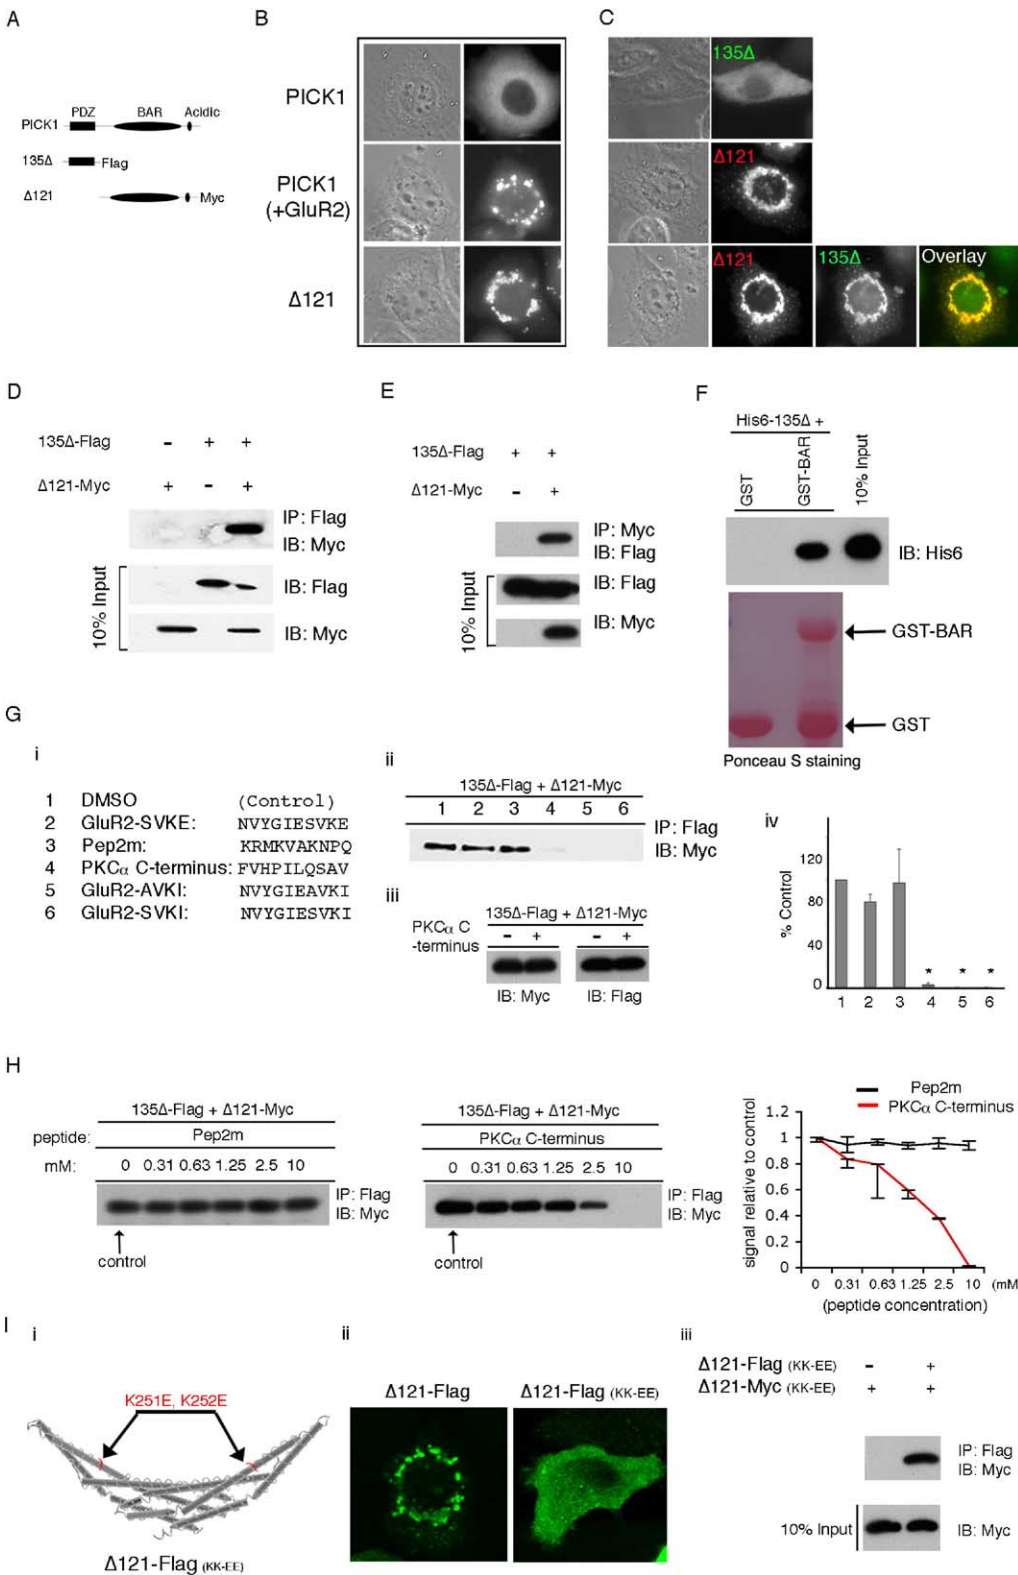 A
PDZ BAR Acidic
PICK1
135Δ Flag
Δ121 Myc
B
PICK1
PICK1
(+GluR2)
Δ121
C
135Δ
Δ121
Δ121 135Δ Overlay
D
135Δ-Flag - + +
Δ121-Myc + - +
IP: Flag
IB: Myc
10% Input
IB: Flag
IB: Myc
E
135Δ-Flag + +
Δ121-Myc - +
IP: Myc
IB: Flag
10% Input
IB: Flag
IB: Myc
F
His6-135Δ +
GST
GST-BAR
10% Input
IB: His6
GST-BAR
GST
Ponceau S staining
G
i
1 DMSO (Control)
2 GluR2-SVKE: NVYGIESVKE
3 Pep2m: KRMKVAKNPQ
4 PKCα C-terminus: FVHPILQSAV
5 GluR2-AVKI: NVYGIEAVKI
6 GluR2-SVKI: NVYGIESVKI
ii
135Δ-Flag + Δ121-Myc
1 2 3 4 5 6
IP: Flag
IB: Myc
iii
135Δ-Flag + Δ121-Myc
PKCα C
-terminus
- + - +
IB: Myc IB: Flag
iv
% Control
120
80
40
0
* * *
1 2 3 4 5 6
H
135Δ-Flag + Δ121-Myc
peptide: Pep2m
mM: 0 0.31 0.63 1.25 2.5 10
IP: Flag
IB: Myc
control
135Δ-Flag + Δ121-Myc
PKCα C-terminus
0 0.31 0.63 1.25 2.5 10
IP: Flag
IB: Myc
control
Pep2m
PKCα C-terminus
signal relative to control
1.2
1
0.8
0.6
0.4
0.2
0
0 0.31 0.63 1.25 2.5 10 (mM
(peptide concentration)
I
i
K251E, K252E
Δ121-Flag (KK-EE)
ii
Δ121-Flag Δ121-Flag (KK-EE)
iii
Δ121-Flag (KK-EE) - +
Δ121-Myc (KK-EE) + +
IP: Flag
IB: Myc
10% Input
IB: Myc